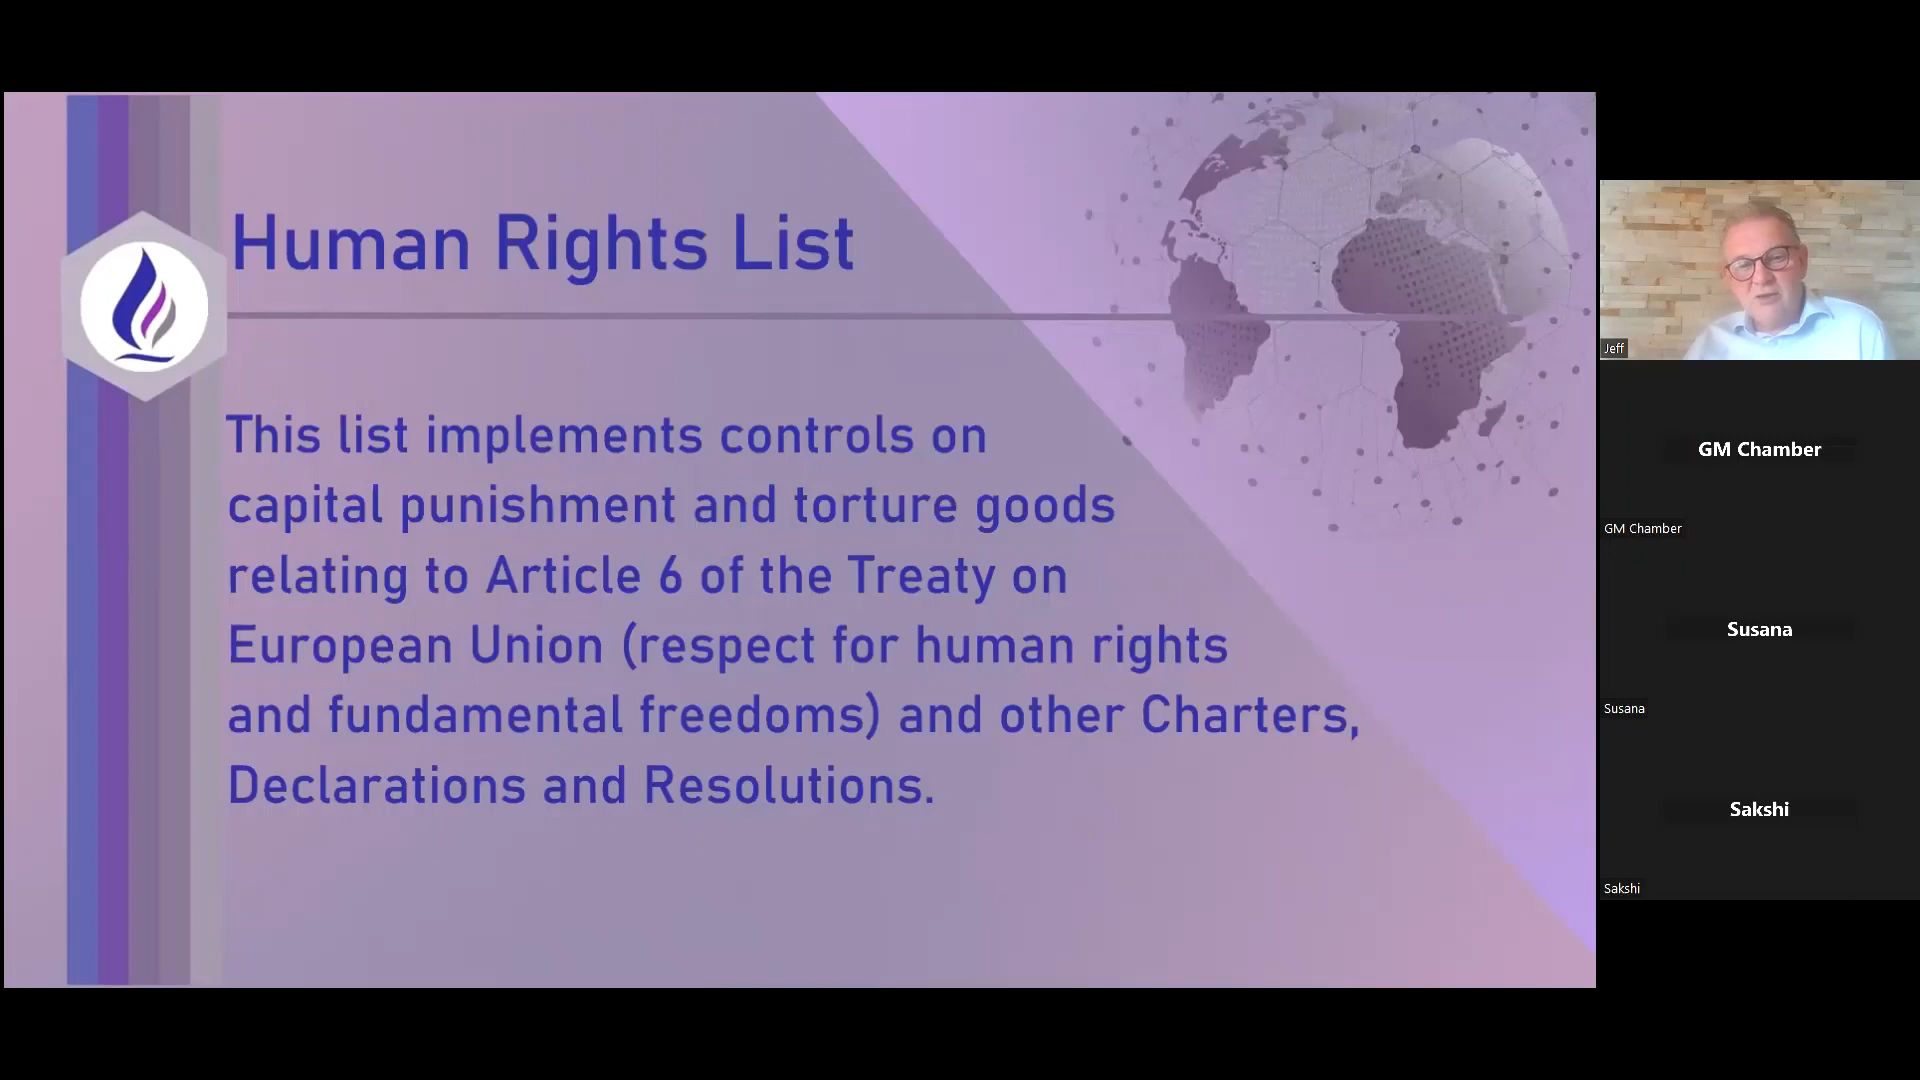 Human Rights List
This list implements controls on
capital punishment and torture goods
relating to Article 6 of the Treaty on
European Union (respect for human rights
and fundamental freedoms) and other Charters,
Declarations and Resolutions.
Jeff
GM Chamber
GM Chamber
Susana
Susana
Sakshi
Sakshi